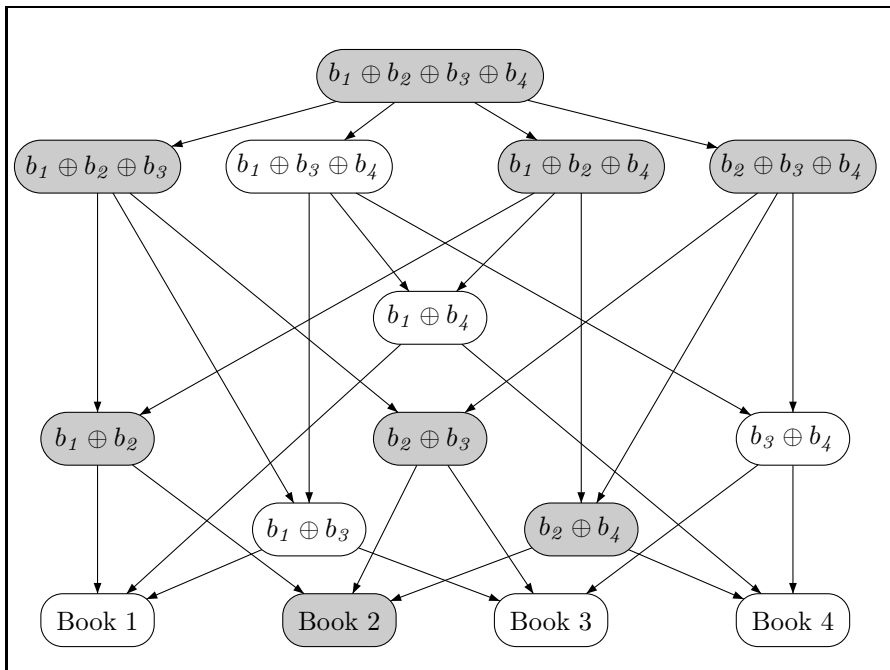 b₁ ⊕ b₂ ⊕ b₃ ⊕ b₄
b₁ ⊕ b₂ ⊕ b₃ b₁ ⊕ b₃ ⊕ b₄ b₁ ⊕ b₂ ⊕ b₄ b₂ ⊕ b₃ ⊕ b₄
b₁ ⊕ b₄
b₁ ⊕ b₂ b₂ ⊕ b₃ b₃ ⊕ b₄
b₁ ⊕ b₃ b₂ ⊕ b₄
Book 1 Book 2 Book 3 Book 4